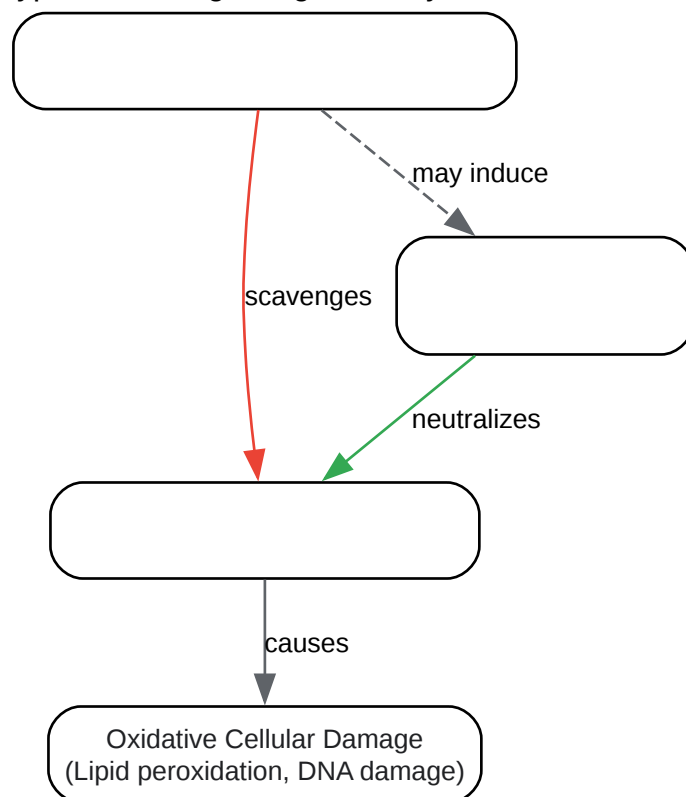 may induce
scavenges
neutralizes
causes
Oxidative Cellular Damage
(Lipid peroxidation, DNA damage)